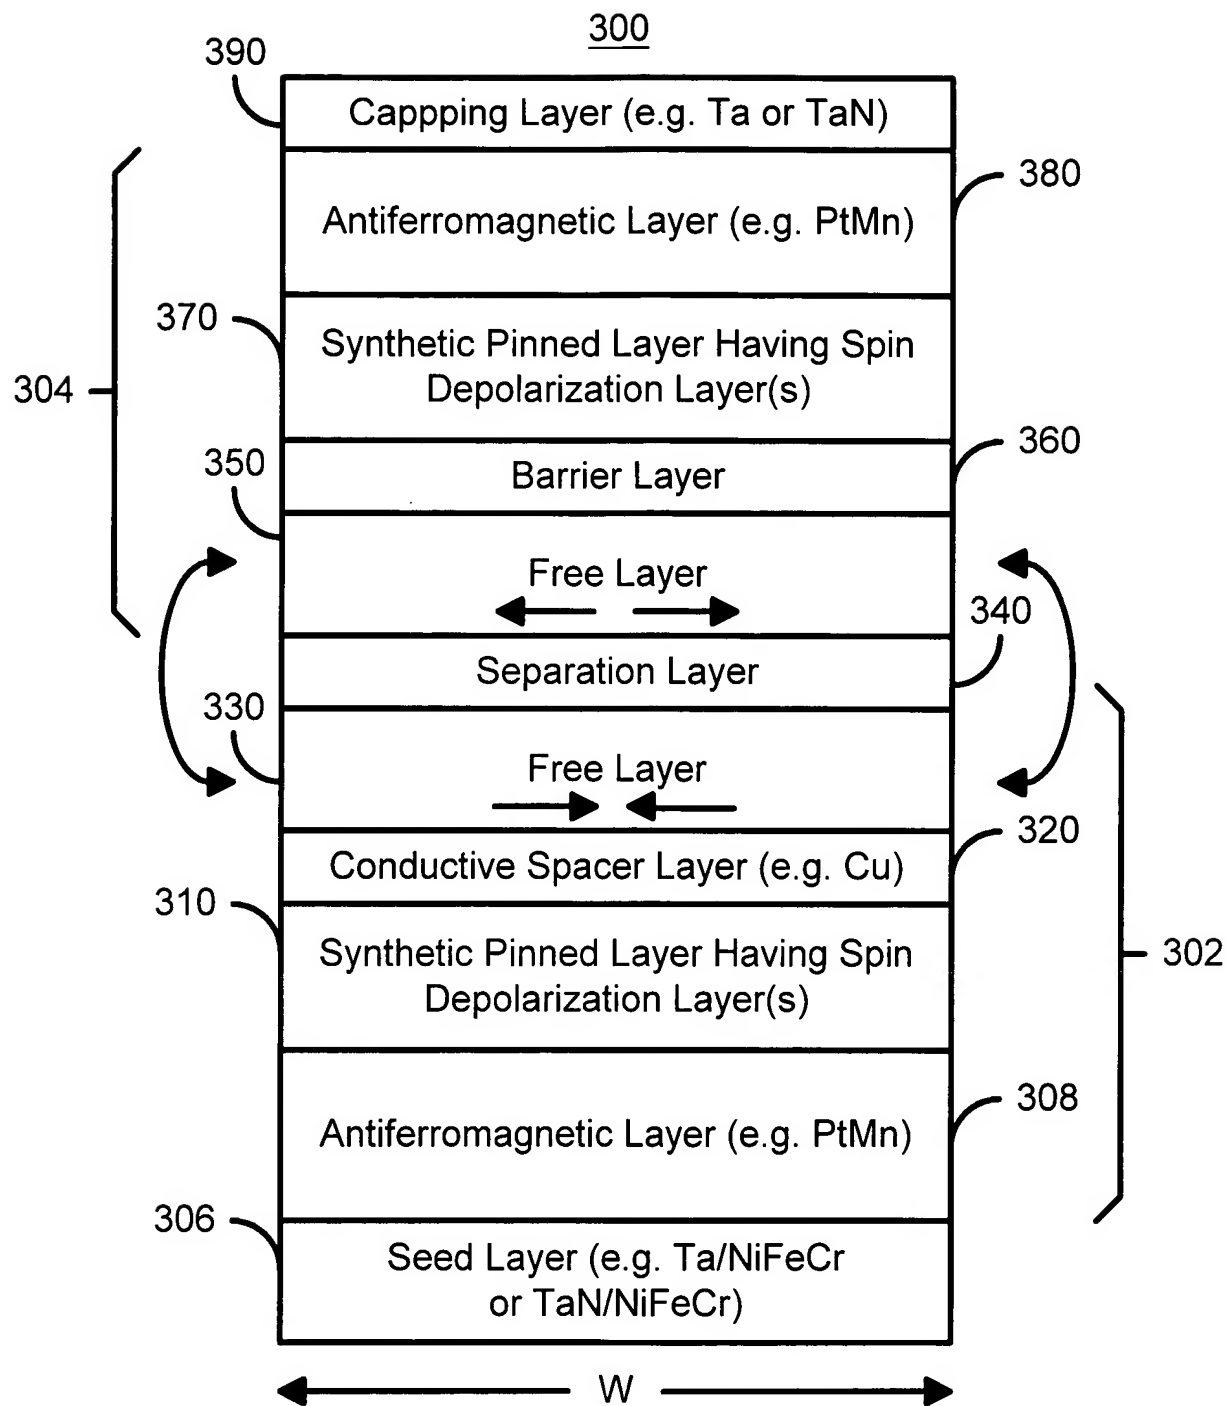 300
390
Cappping Layer (e.g. Ta or TaN)
380
Antiferromagnetic Layer (e.g. PtMn)
370
Synthetic Pinned Layer Having Spin
Depolarization Layer(s)
304
360
350
Barrier Layer
Free Layer
340
Separation Layer
330
Free Layer
320
Conductive Spacer Layer (e.g. Cu)
310
Synthetic Pinned Layer Having Spin
Depolarization Layer(s)
302
308
Antiferromagnetic Layer (e.g. PtMn)
306
Seed Layer (e.g. Ta/NiFeCr
or TaN/NiFeCr)
W